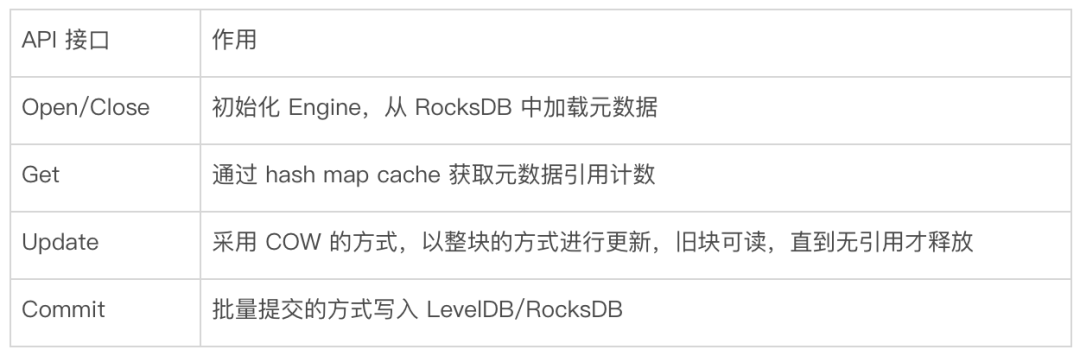 API 接口
作用
Open/Close
初始化 Engine，从 RocksDB 中加载元数据
Get
通过 hash map cache 获取元数据引用计数
Update
采用 COW 的方式，以整块的方式进行更新，旧块可读，直到无引用才释放
Commit
批量提交的方式写入 LevelDB/RocksDB